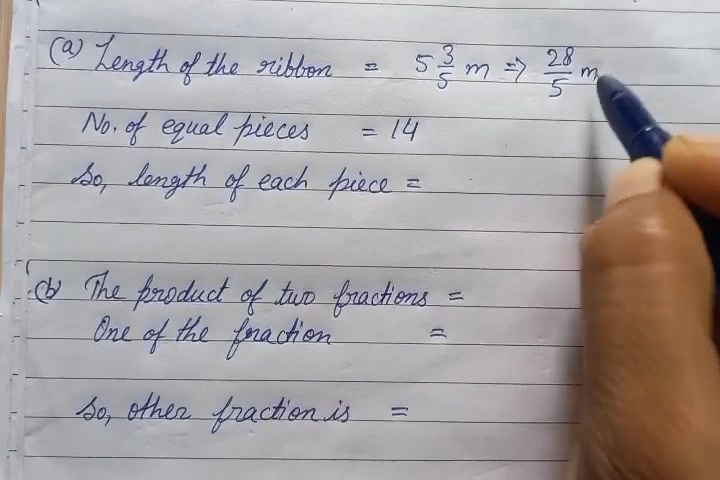 (a) Length of the ribbon = 5 3/5 m => 28/5 m
No. of equal pieces = 14
So, length of each piece =
(b) The product of two fractions =
One of the fraction =
So, other fraction is =